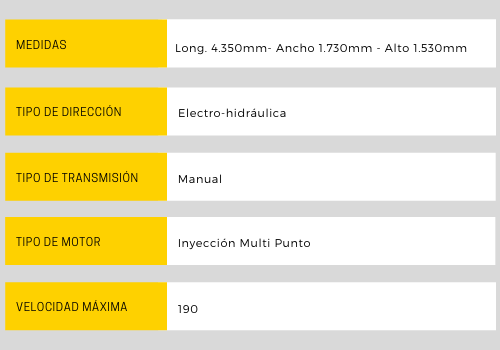 MEDIDAS
Long. 4.350mm- Ancho 1.730mm - Alto 1.530mm
TIPO DE DIRECCIÓN
Electro-hidráulica
TIPO DE TRANSMISIÓN
Manual
TIPO DE MOTOR
Inyección Multi Punto
VELOCIDAD MÁXIMA
190